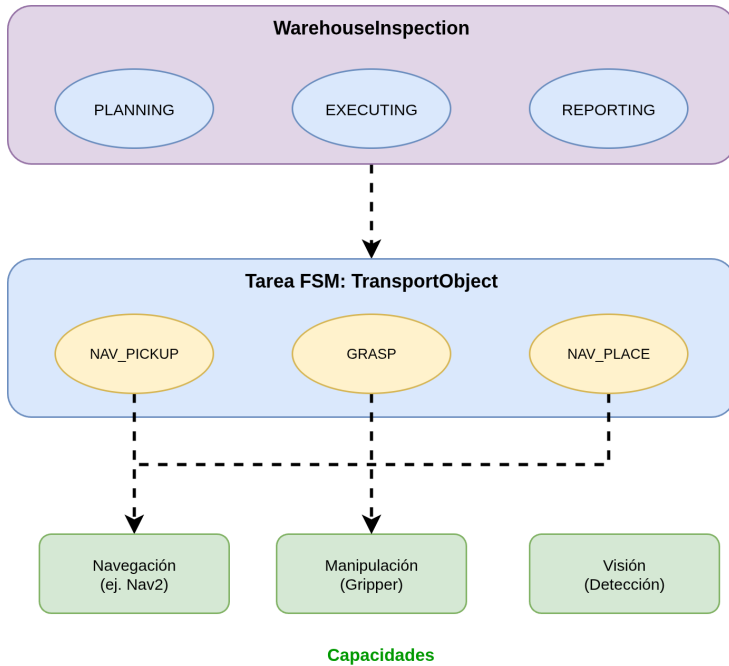 WarehouseInspection
PLANNING
EXECUTING
REPORTING
Tarea FSM: TransportObject
NAV_PICKUP
GRASP
NAV_PLACE
Navegación
(ej. Nav2)
Manipulación
(Gripper)
Visión
(Detección)
Capacidades